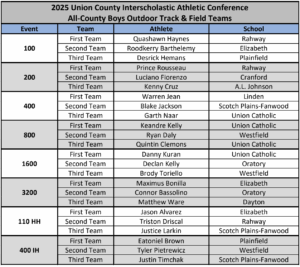 2025 Union County Interscholastic Athletic Conference
All-County Boys Outdoor Track & Field Teams
Event Team Athlete School
100 First Team Quashawn Haynes Rahway
Second Team Roodkerry Barthelemy Elizabeth
Third Team Prince Demesh Plainfield
200 First Team Prince Rousseau Rahway
Second Team Luciano Fiorenzo Cranford
Third Team Kenny Cruz A.L. Johnson
400 First Team Warren Jean Linden
Second Team Blake Jackson Scotch Plains-Fanwood
Third Team Garth Naar Union Catholic
800 First Team Keandre Kelly Union Catholic
Second Team Ryan Daly Westfield
Third Team Quintin Clemons Union Catholic
1600 First Team Danny Kuran Union Catholic
Second Team Declan Kelly Oratory
Third Team Brody Toriello Westfield
3200 First Team Maximus Bonilla Elizabeth
Second Team Connor Bassolino Oratory
Third Team Matthew Ware Dayton
110 HH First Team Jason Alvarez Elizabeth
Second Team Triston Driscal Rahway
Third Team Justice Larkin Scotch Plains-Fanwood
400 IH First Team Eatoniel Brown Plainfield
Second Team Tyler Pietrewicz Westfield
Third Team Justin Timchak Scotch Plains-Fanwood